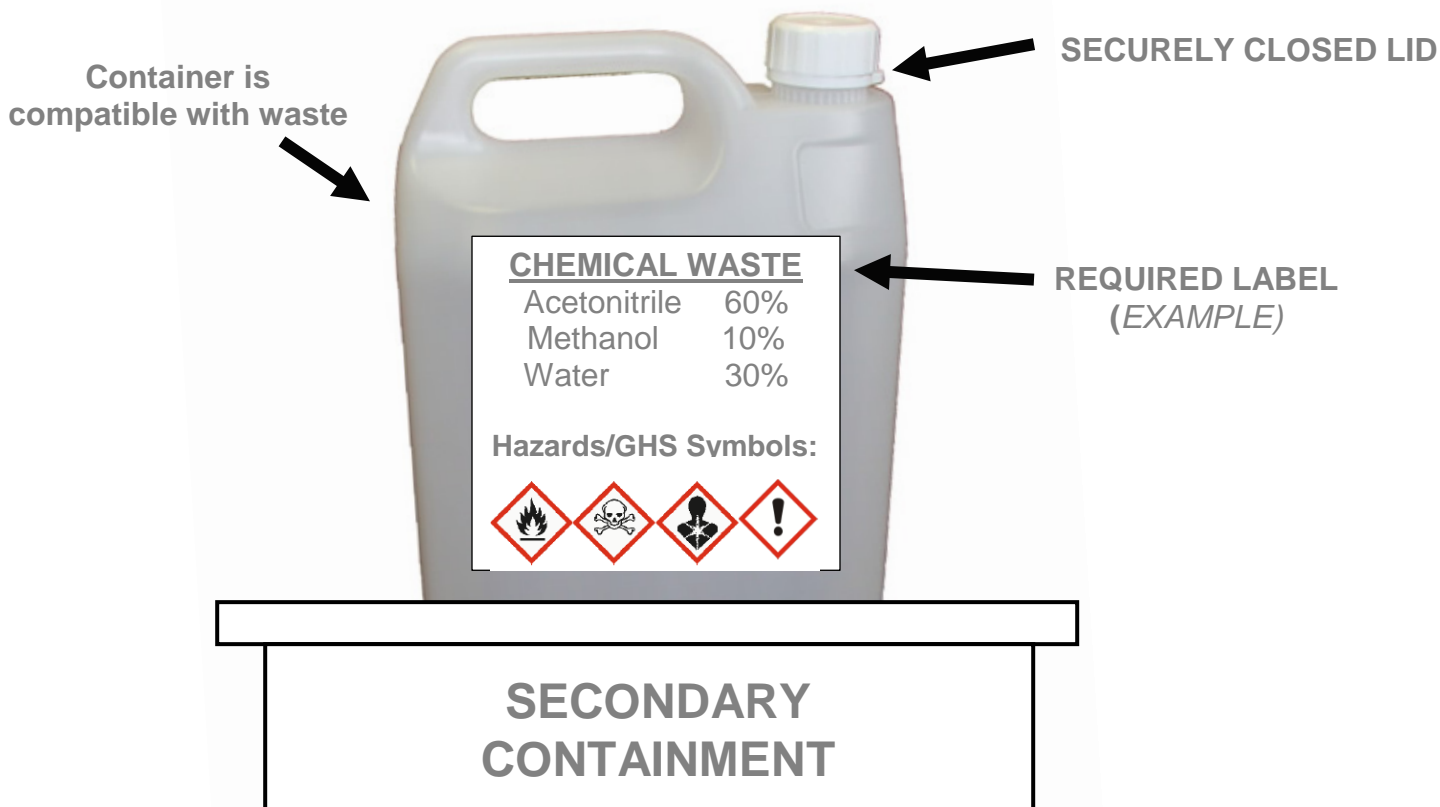 SECURELY CLOSED LID
Container is
compatible with waste
CHEMICAL WASTE
Acetonitrile 60%
Methanol 10%
Water 30%
Hazards/GHS Symbols:
REQUIRED LABEL
(EXAMPLE)
SECONDARY
CONTAINMENT